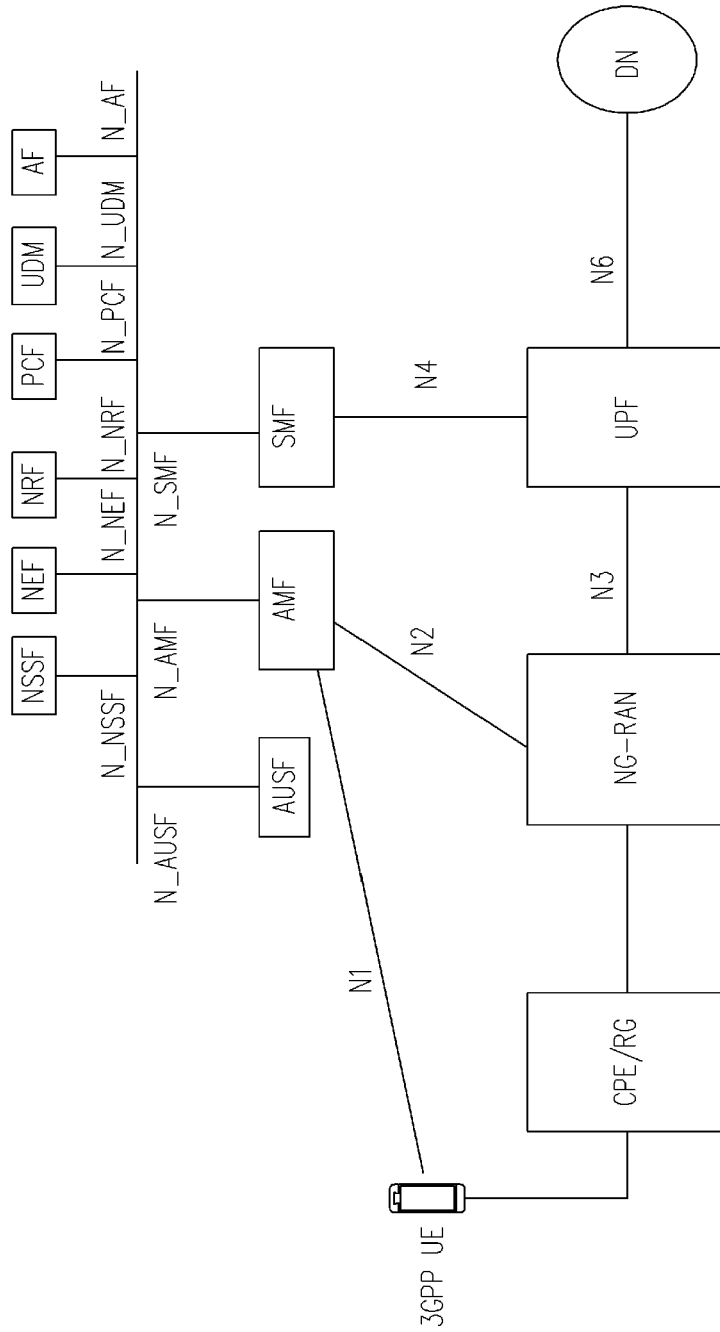 NSSF
NEF
NRF
PCF
UDM
AF
N_NSSF
N_NEF
N_NRF
N_PCF
N_UDM
N_AF
N_AUSF
N_AMF
N_SMF
AUSF
AMF
SMF
N1
N2
N4
3GPP UE
CPE/RG
NG-RAN
N3
UPF
N6
DN